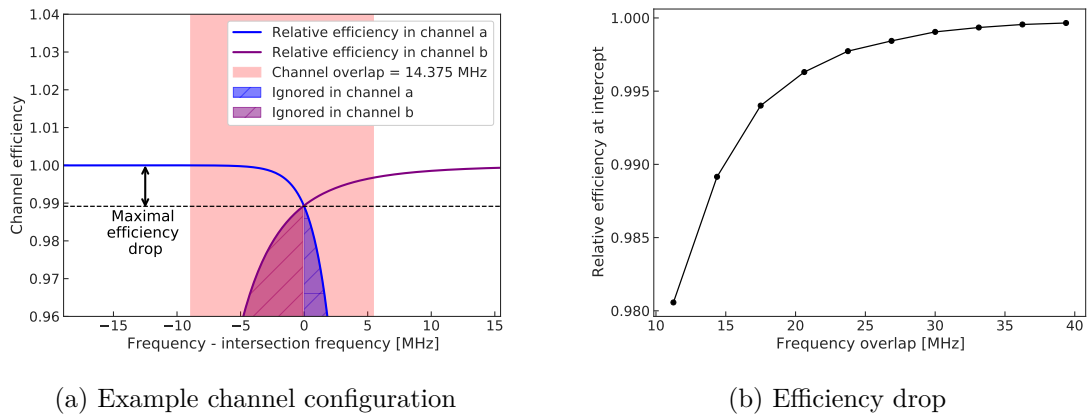 1.04
1.03
1.02
1.01
1.00
0.99
0.98
0.97
0.96
Channel efficiency
Relative efficiency in channel a
Relative efficiency in channel b
Channel overlap = 14.375 MHz
Ignored in channel a
Ignored in channel b
Maximal
efficiency
drop
−15 −10 −5 0 5 10 15
Frequency - intersection frequency [MHz]
(a) Example channel configuration
1.000
0.995
0.990
0.985
0.980
Relative efficiency at intercept
10 15 20 25 30 35 40
Frequency overlap [MHz]
(b) Efficiency drop